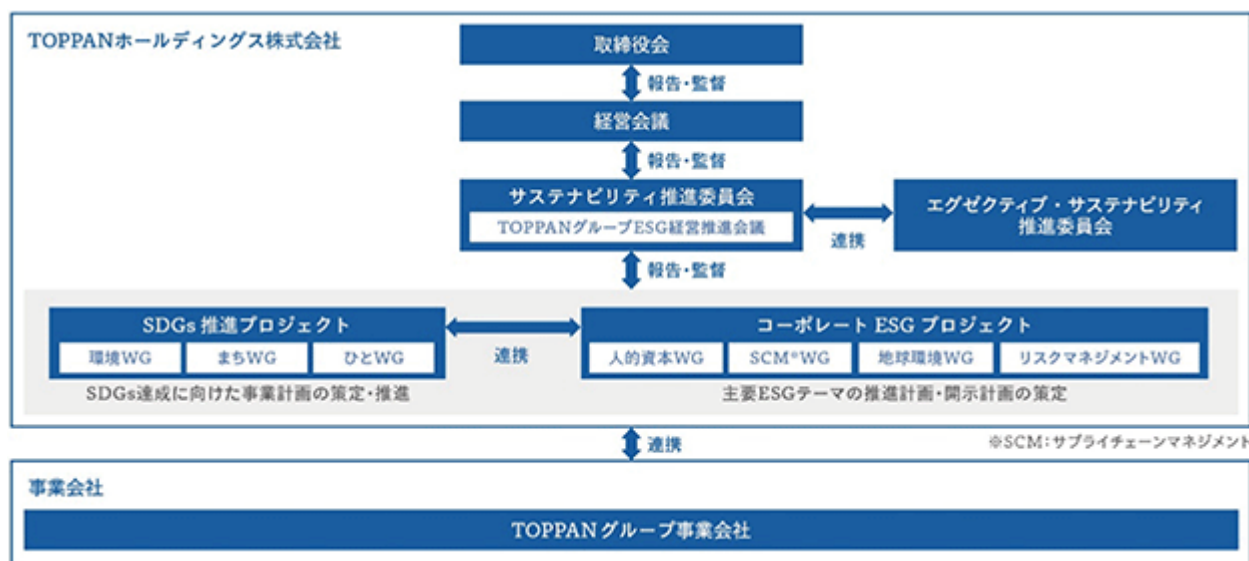 TOPPANホールディングス株式会社
取締役会
報告・監督
経営会議
報告・監督
サステナビリティ推進委員会
TOPPANグループESG経営推進会議
連携
エグゼクティブ・サステナビリティ
推進委員会
報告・監督
SDGs 推進プロジェクト
環境WG
まちWG
ひとWG
SDGs達成に向けた事業計画の策定・推進
連携
コーポレート ESG プロジェクト
人的資本WG
SCM※WG
地球環境WG
リスクマネジメントWG
主要ESGテーマの推進計画・開示計画の策定
連携
※SCM：サプライチェーンマネジメント
事業会社
TOPPAN グループ事業会社